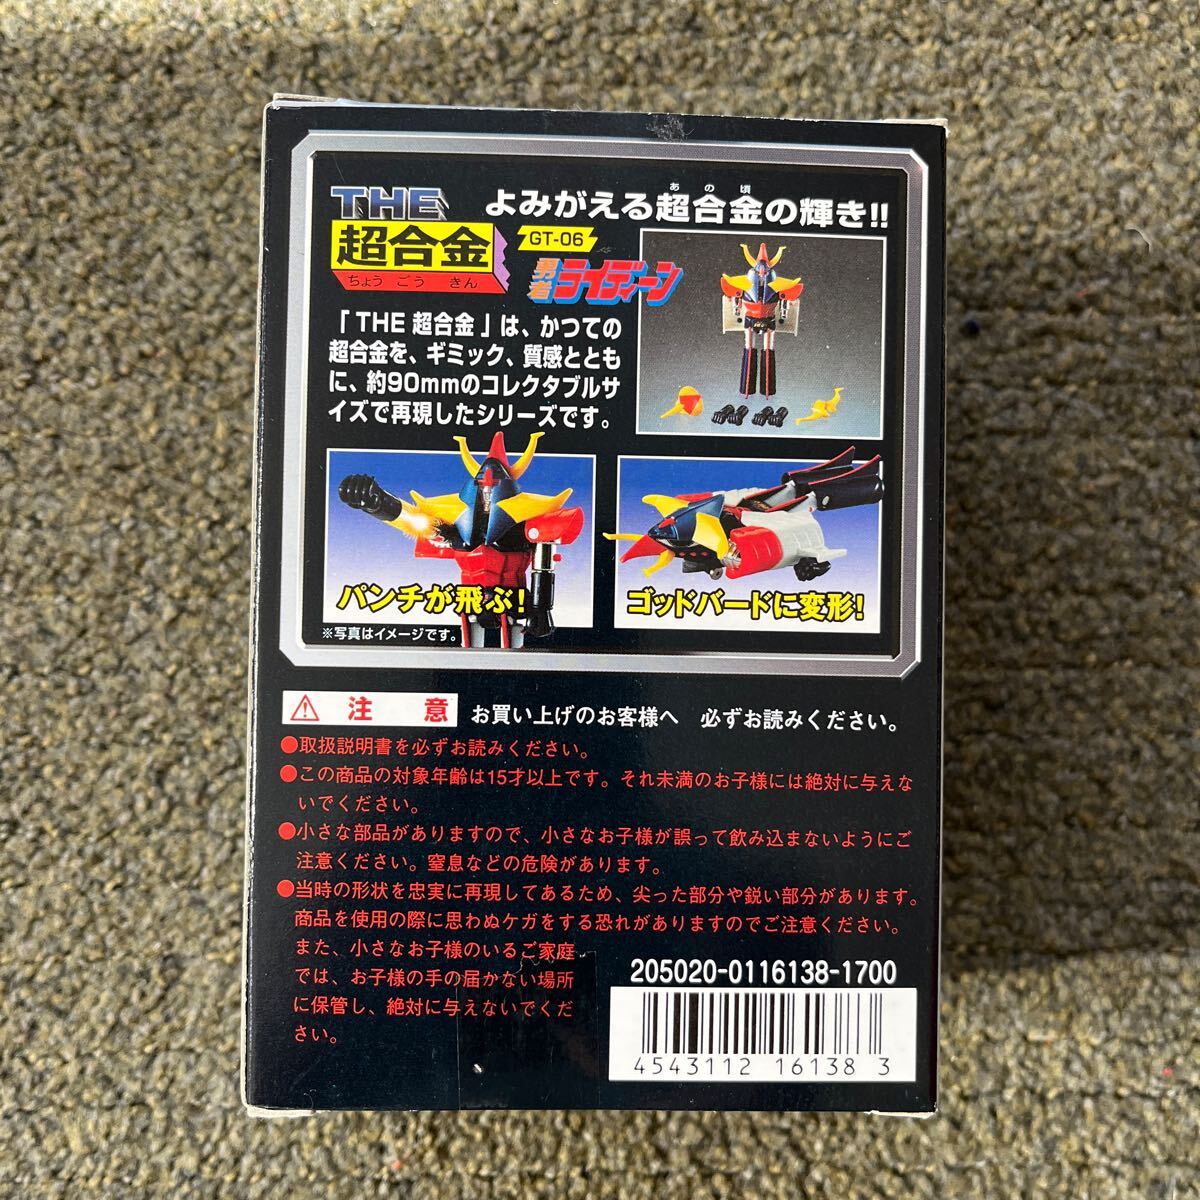 THE
超合金
ちょう ごう きん
あの頃
よみがえる超合金の輝き!!
GT-06
勇者ライディーン
「THE 超合金」は、かつての
超合金を、ギミック、質感ととも
に、約90mmのコレクタブルサ
イズで再現したシリーズです。
パンチが飛ぶ!
※写真はイメージです。
ゴッドバードに変形!
注 意 お買い上げのお客様へ 必ずお読みください。
●取扱説明書を必ずお読みください。
●この商品の対象年齢は15才以上です。それ未満のお子様には絶対に与えな
いでください。
●小さな部品がありますので、小さなお子様が誤って飲み込まないようにご
注意ください。窒息などの危険があります。
●当時の形状を忠実に再現してあるため、尖った部分や鋭い部分があります。
商品を使用の際に思わぬケガをする恐れがありますのでご注意ください。
また、小さなお子様のいるご家庭
では、お子様の手の届かない場所
に保管し、絶対に与えないでくだ
さい。
205020-0116138-1700
4543112 16138 3